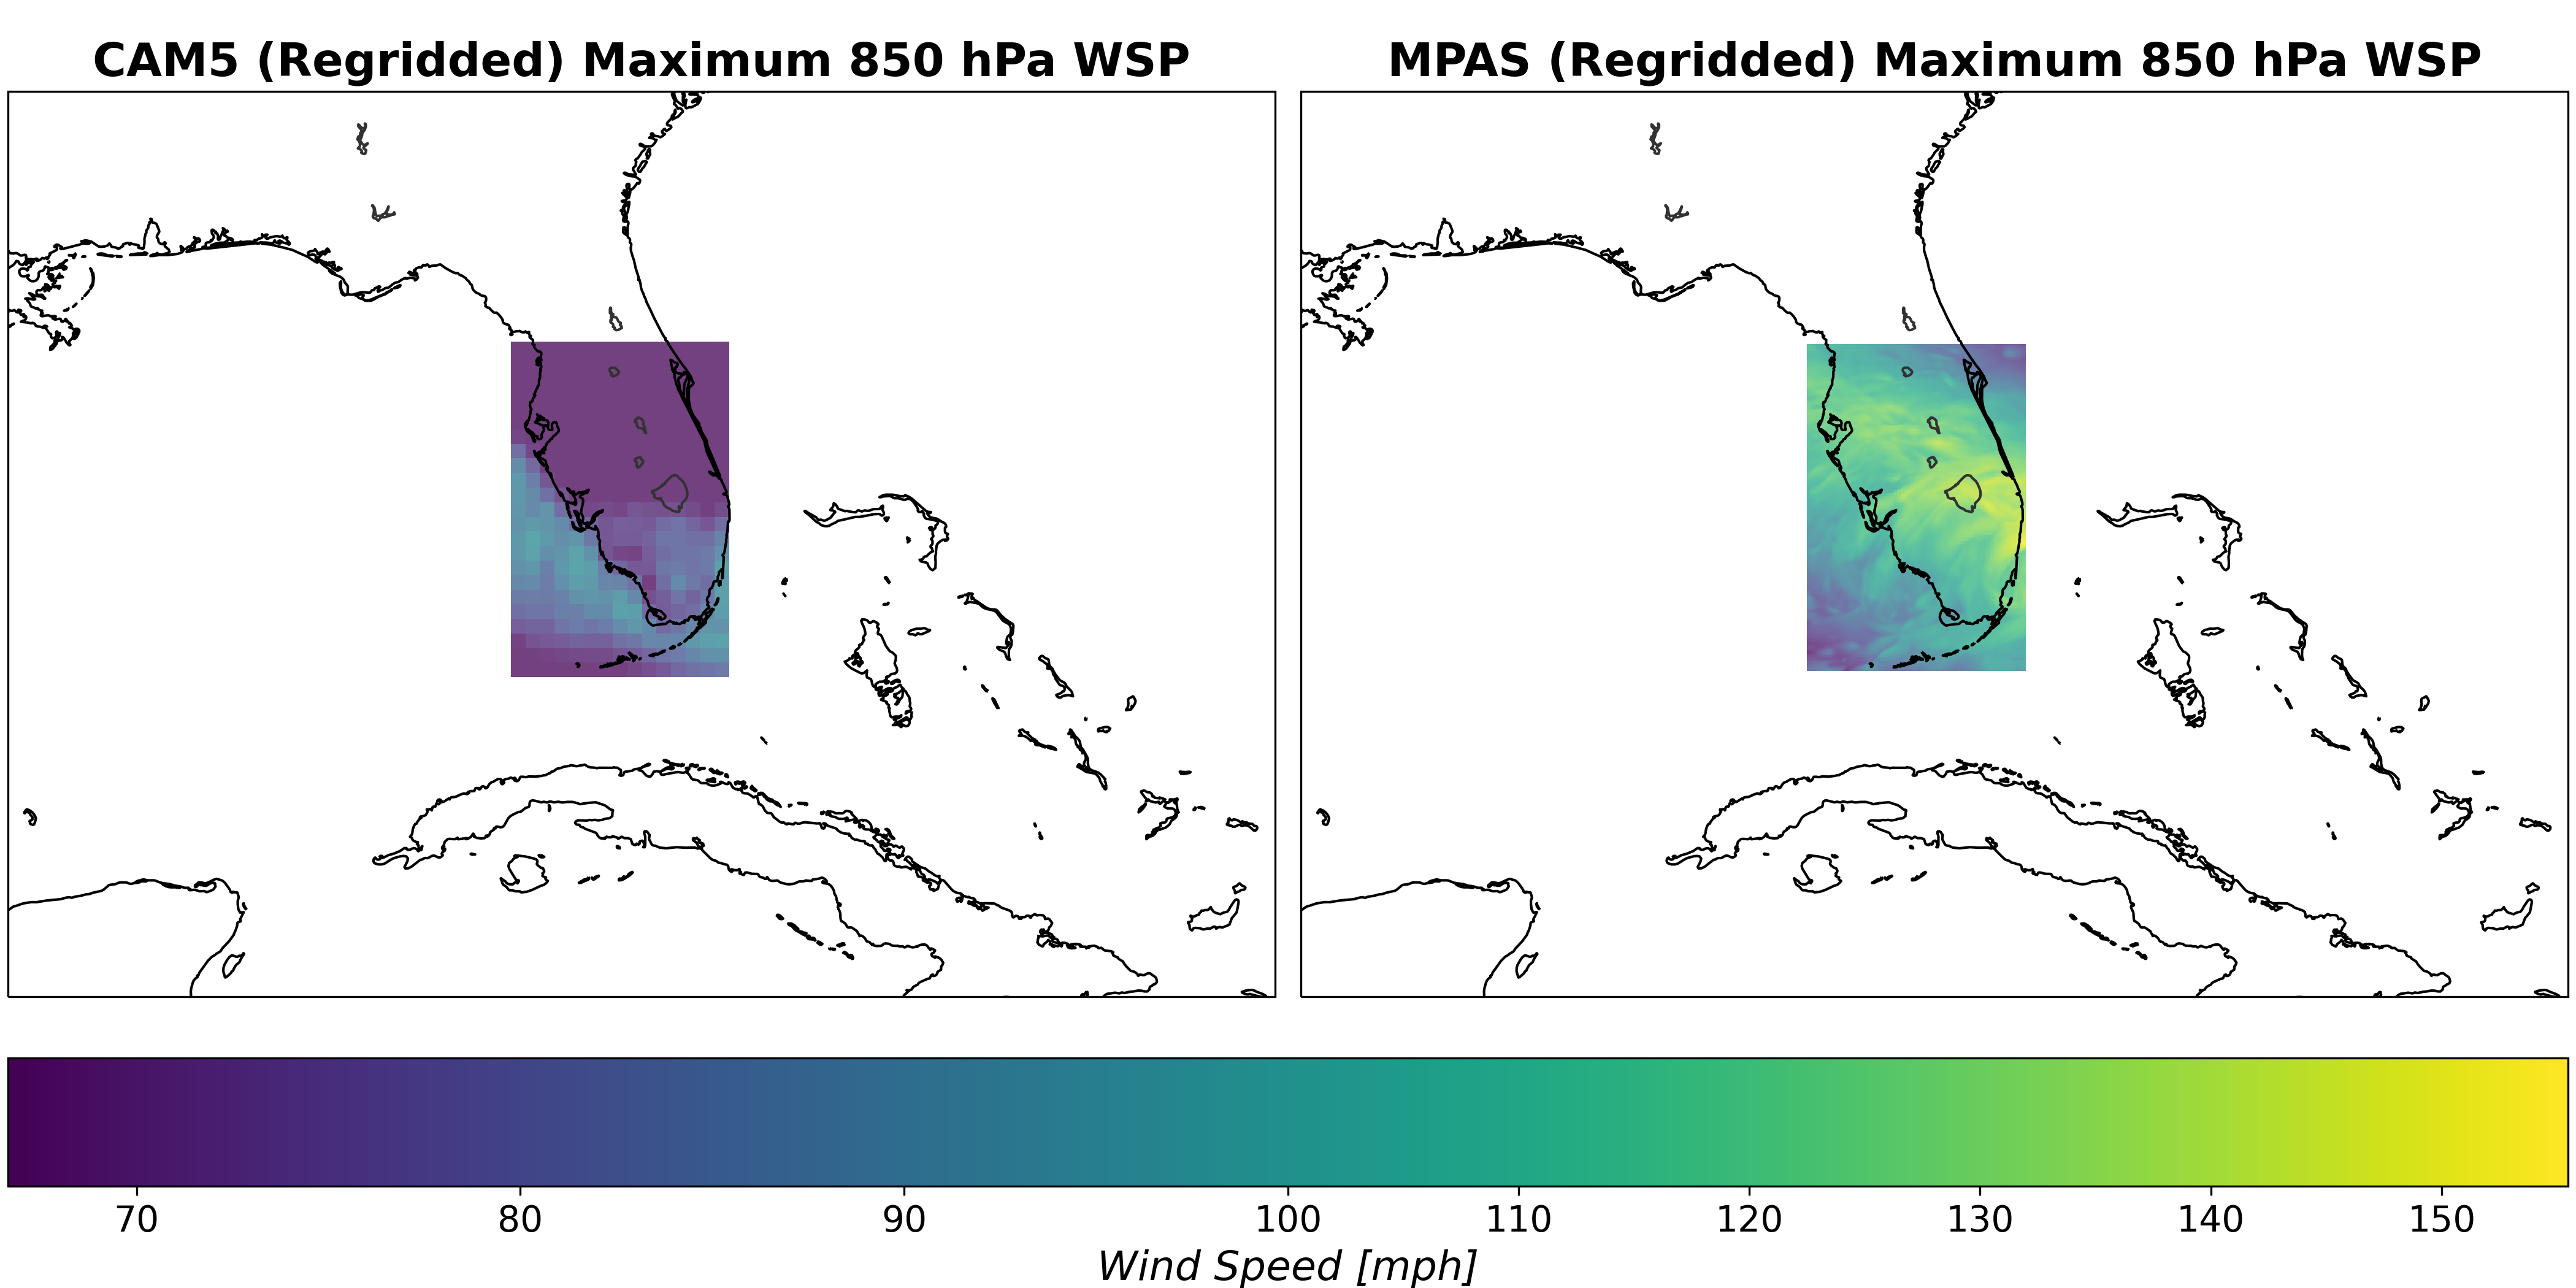 CAM5 (Regridded) Maximum 850 hPa WSP
MPAS (Regridded) Maximum 850 hPa WSP
70 80 90 100 110 120 130 140 150
Wind Speed [mph]